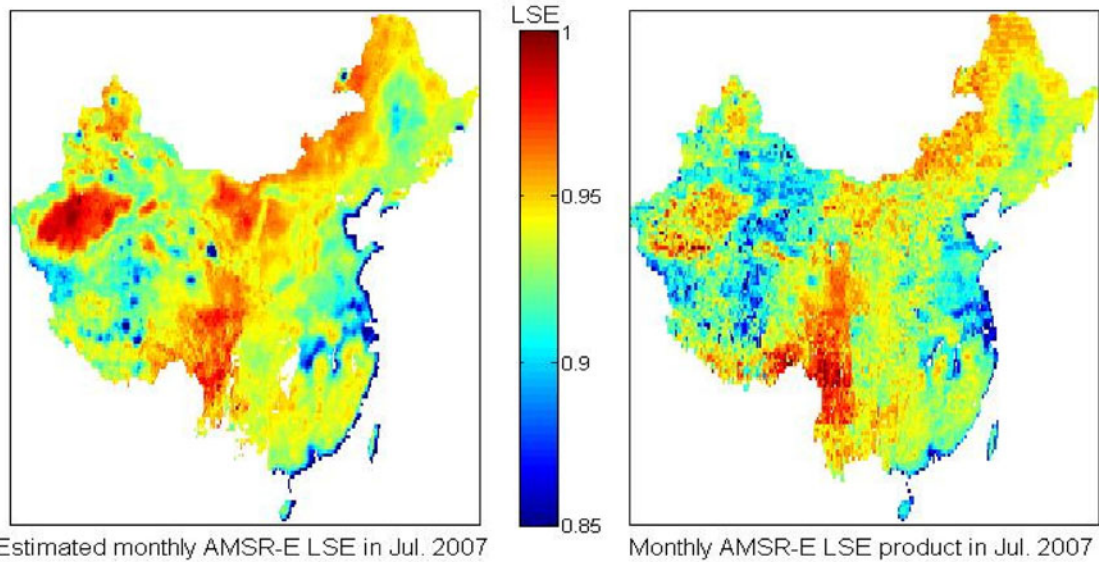 LSE
1
0.95
0.9
0.85
Estimated monthly AMSR-E LSE in Jul. 2007
Monthly AMSR-E LSE product in Jul. 2007